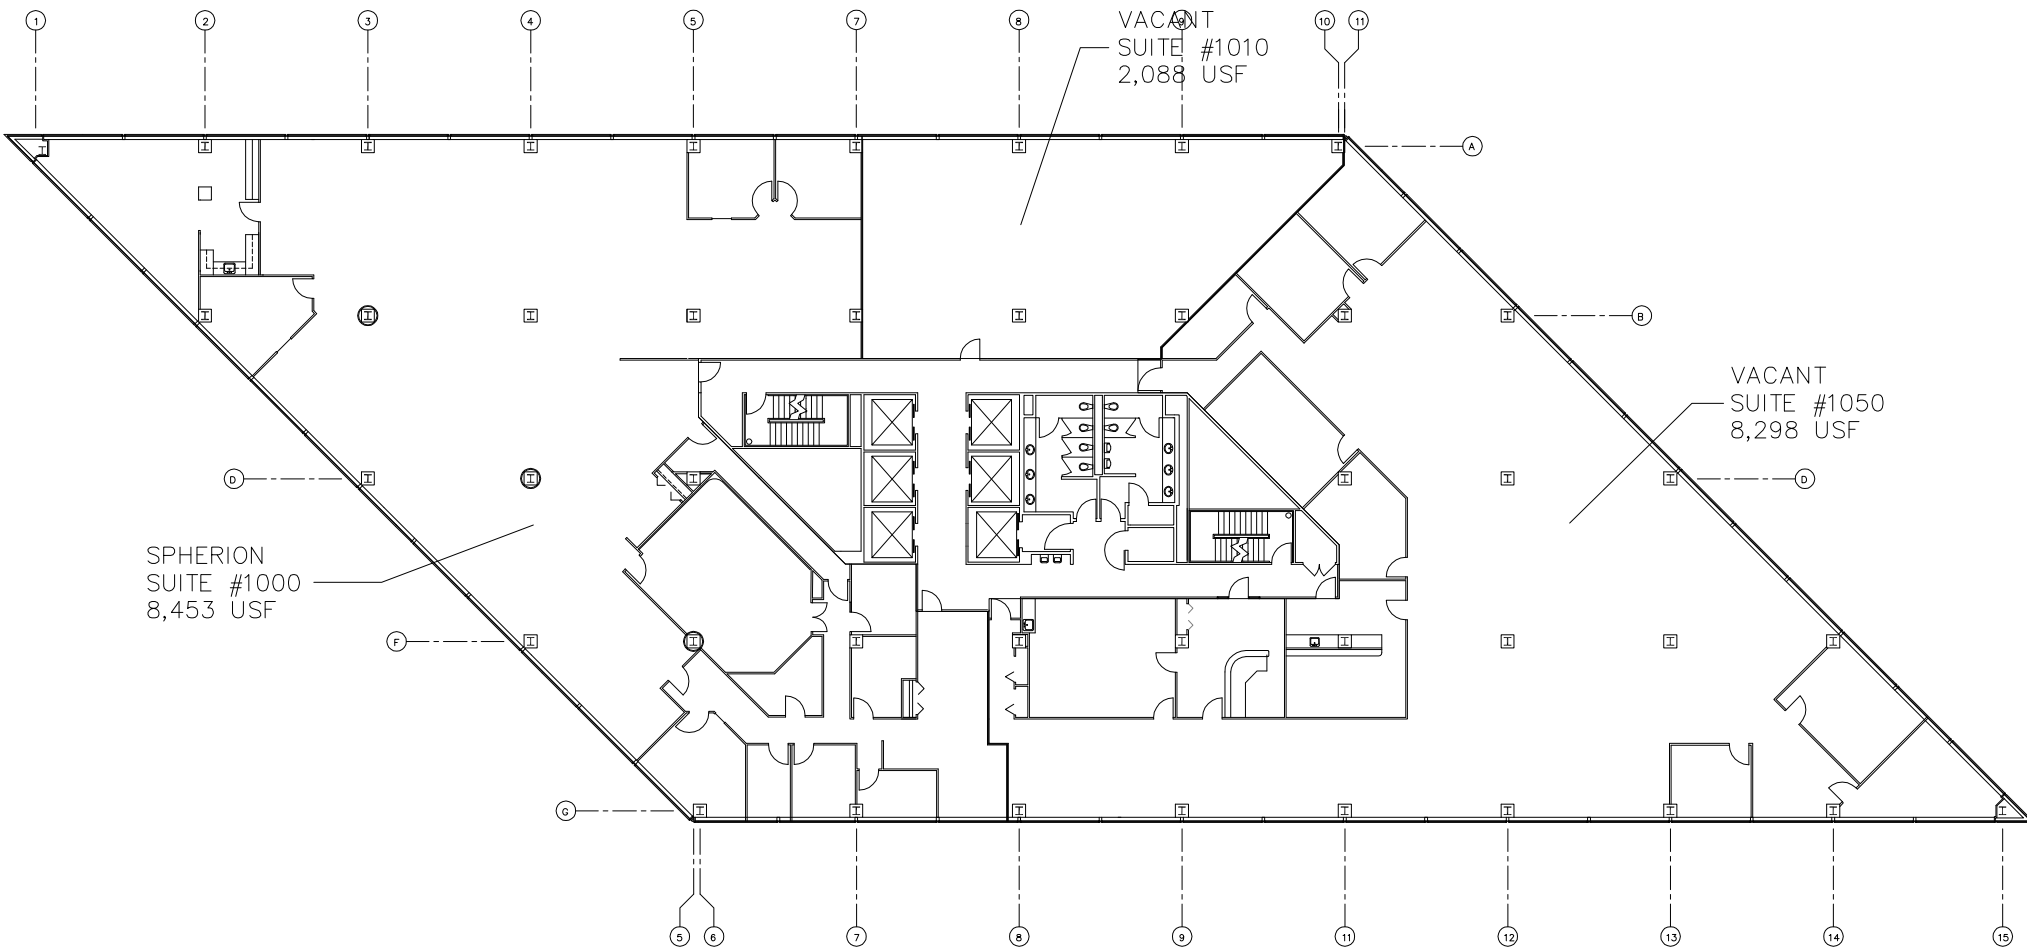 1 2 3 4 5 7 8 9 10 11
VACANT
SUITE #1010
2,088 USF
A
B
VACANT
SUITE #1050
8,298 USF
D D
SPHERION
SUITE #1000
8,453 USF
F
G
5 6 7 8 9 11 12 13 14 15